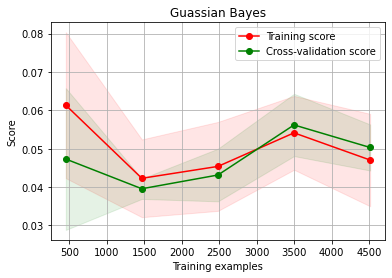 Guassian Bayes
Training score
Cross-validation score
0.08
0.07
0.06
0.05
0.04
0.03
Score
500 1000 1500 2000 2500 3000 3500 4000 4500
Training examples